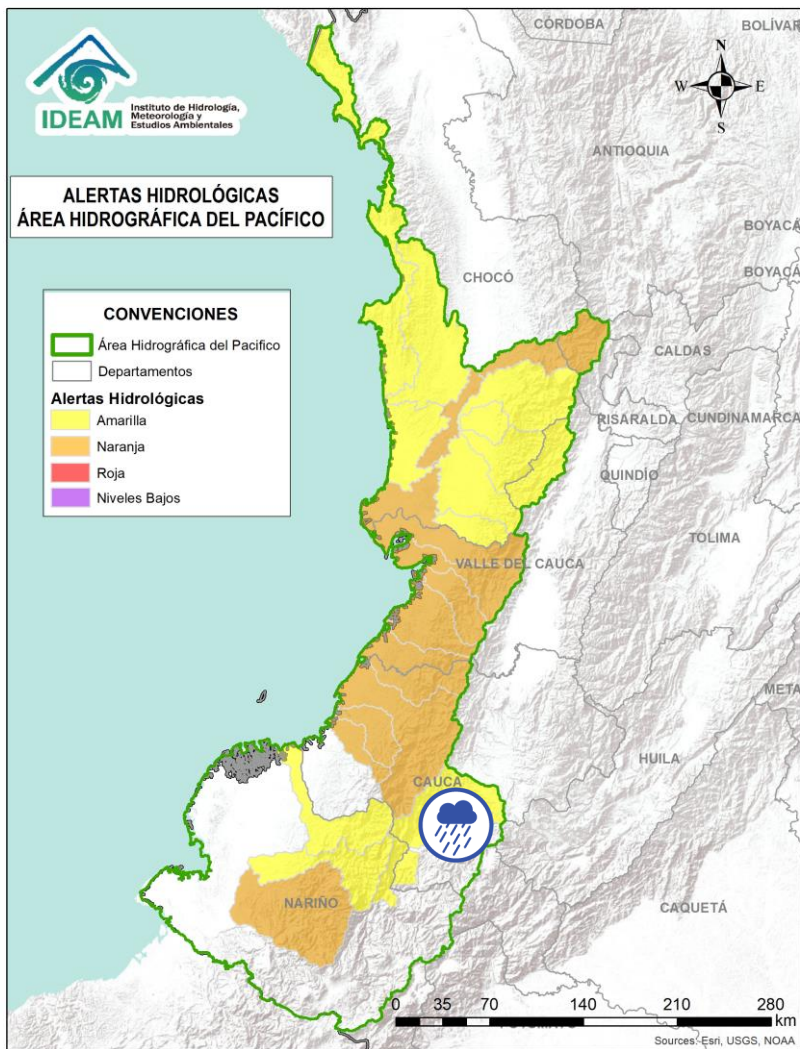 CÓRDOBA
BOLÍVAR
IDEAM
Instituto de Hidrología,
Meteorología y
Estudios Ambientales
N
W
E
S
ANTIOQUIA
ALERTAS HIDROLÓGICAS
ÁREA HIDROGRÁFICA DEL PACÍFICO
BOYACÁ
CHOCÓ
BOYACÁ
CONVENCIONES
Área Hidrográfica del Pacifico
Departamentos
Alertas Hidrológicas
Amarilla
Naranja
Roja
Niveles Bajos
CALDAS
RISARALDA
CUNDINAMARCA
QUINDÍO
TOLIMA
VALLE DEL CAUCA
META
HUILA
CAUCA
NARIÑO
CAQUETÁ
0 35 70 140 210 280
km
Sources: Esri, USGS, NOAA